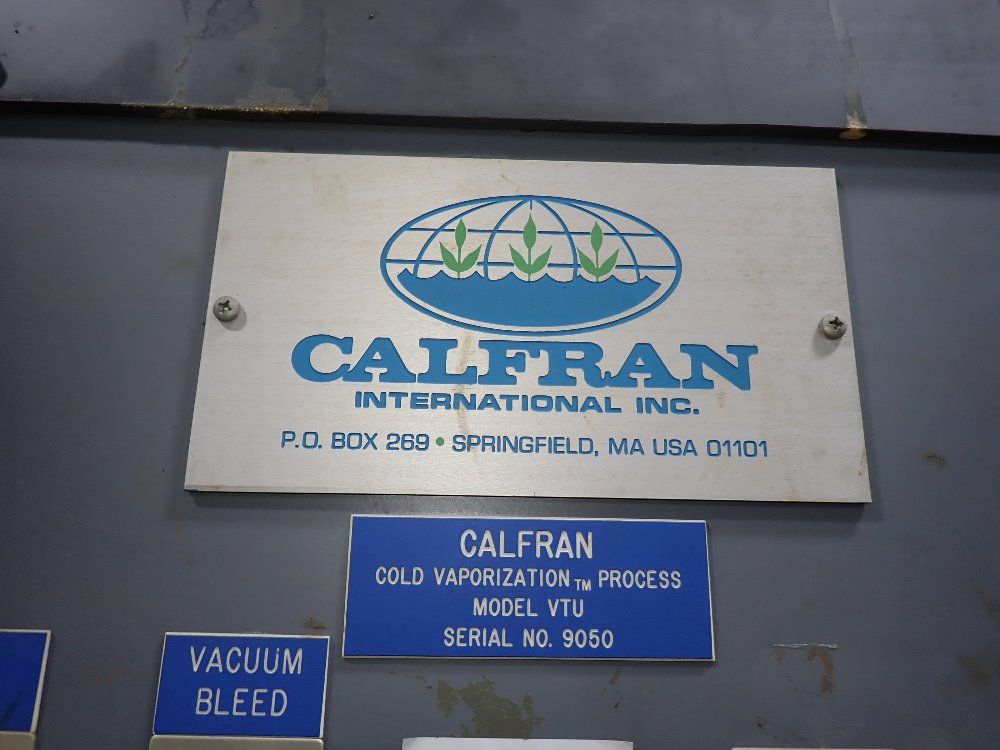 CALFRAN
INTERNATIONAL INC.
P.O. BOX 269 • SPRINGFIELD, MA USA 01101
CALFRAN
COLD VAPORIZATION TM PROCESS
MODEL VTU
SERIAL NO. 9050
VACUUM
BLEED